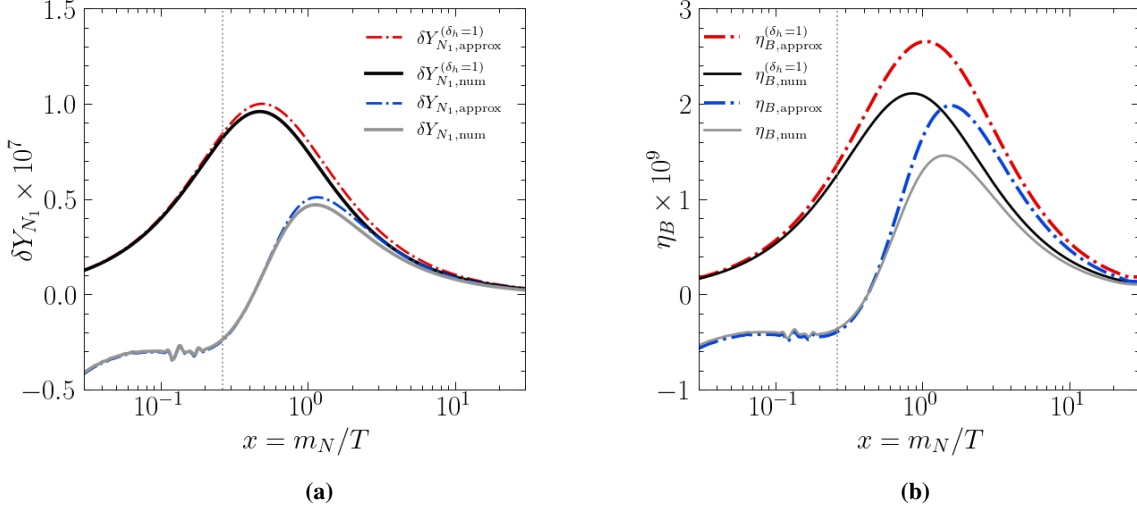 1.5
1.0
0.5
0.0
−0.5
δY_{N_1} × 10^7
δY^{(δ_h=1)}_{N_1,approx}
δY^{(δ_h=1)}_{N_1,num}
δY_{N_1,approx}
δY_{N_1,num}
10^{-1} 10^0 10^1
x = m_N/T
(a)
3
2
1
0
−1
η_B × 10^9
η^{(δ_h=1)}_{B,approx}
η^{(δ_h=1)}_{B,num}
η_{B,approx}
η_{B,num}
10^{-1} 10^0 10^1
x = m_N/T
(b)